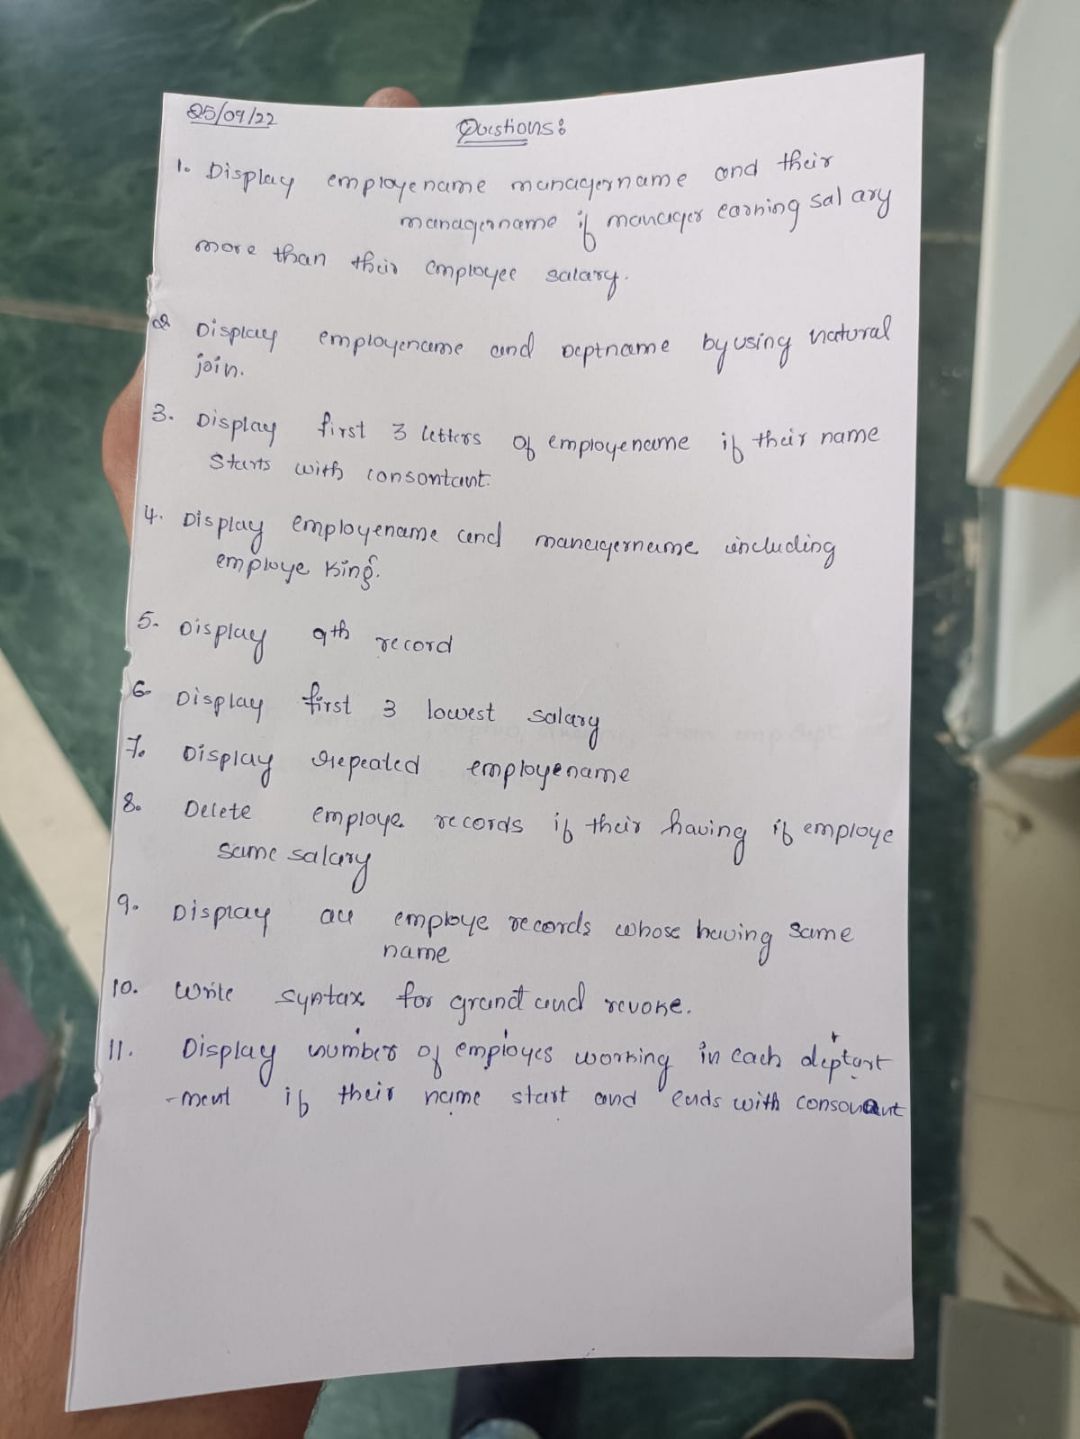 25/09/22
Questions:
1. Display employename managername and their
managername if manager earning salary
more than their employee salary.
2 Display employename and Deptname by using natural
join.
3. Display first 3 letters of employename if their name
starts with consontant.
4. Display employename and managername including
employe King.
5. Display 9th record
6. Display first 3 lowest salary
7. Display repeated employename
8. Delete employe records if their having if employe
same salary
9. Display all employe records whose having same
name
10. Write syntax for grand and revoke.
11. Display number of employes working in each deptart
-ment if their name start and ends with consonant